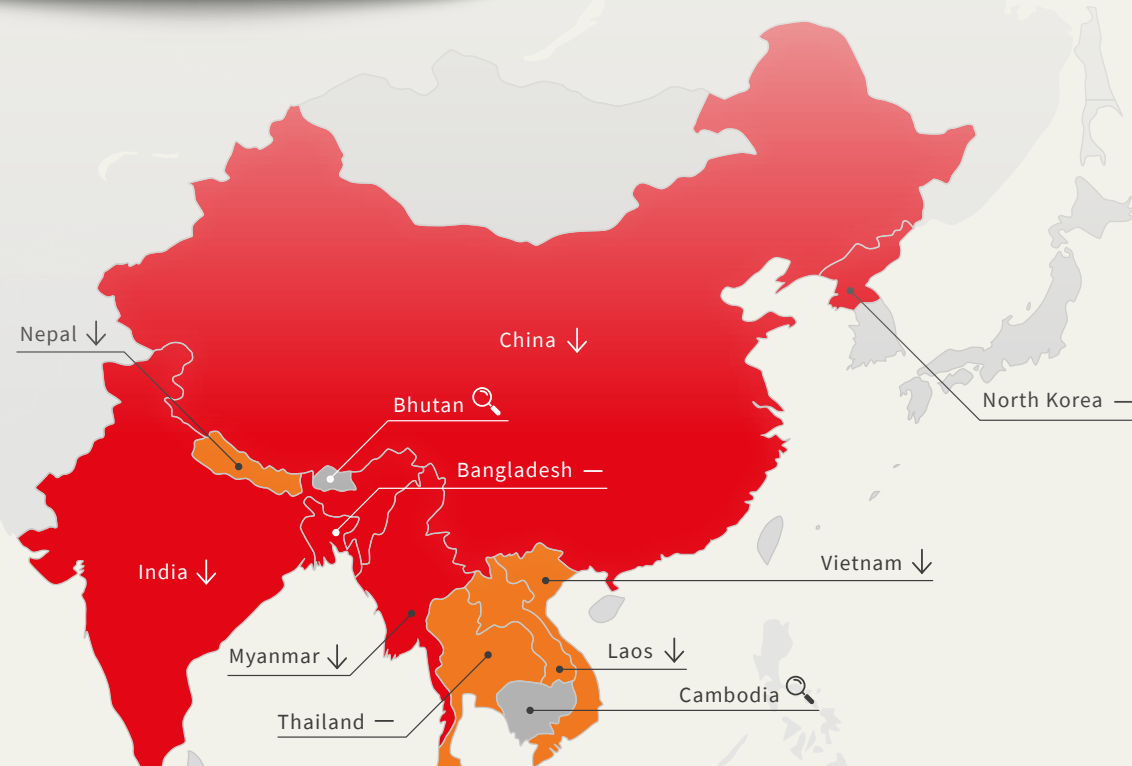 Nepal ↓
China ↓
Bhutan
North Korea —
Bangladesh —
India ↓
Vietnam ↓
Myanmar ↓
Laos ↓
Cambodia
Thailand —